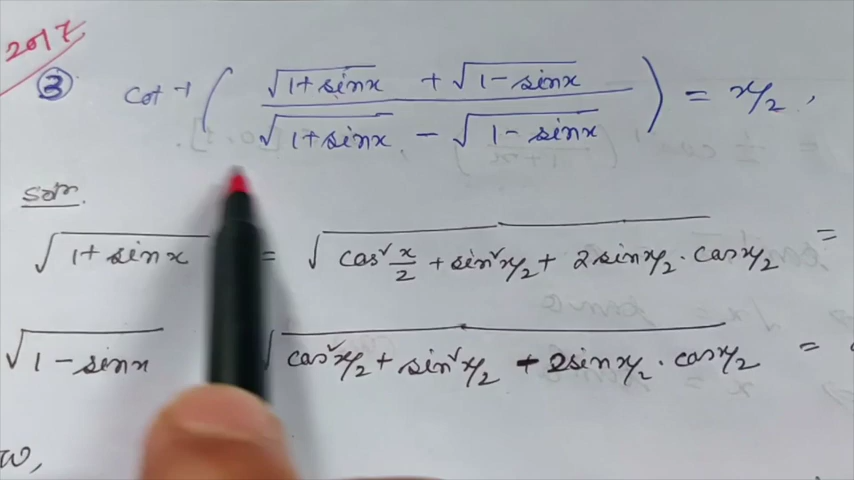 2017
③ cot⁻¹ ( (√(1+sinx) + √(1-sinx)) / (√(1+sinx) - √(1-sinx)) ) = x/2,
Soln.
√(1+sinx) = √(cos² x/2 + sin² x/2 + 2sin x/2 . cos x/2) =
√(1-sinx) √(cos² x/2 + sin² x/2 - 2sin x/2 . cos x/2) =
w,